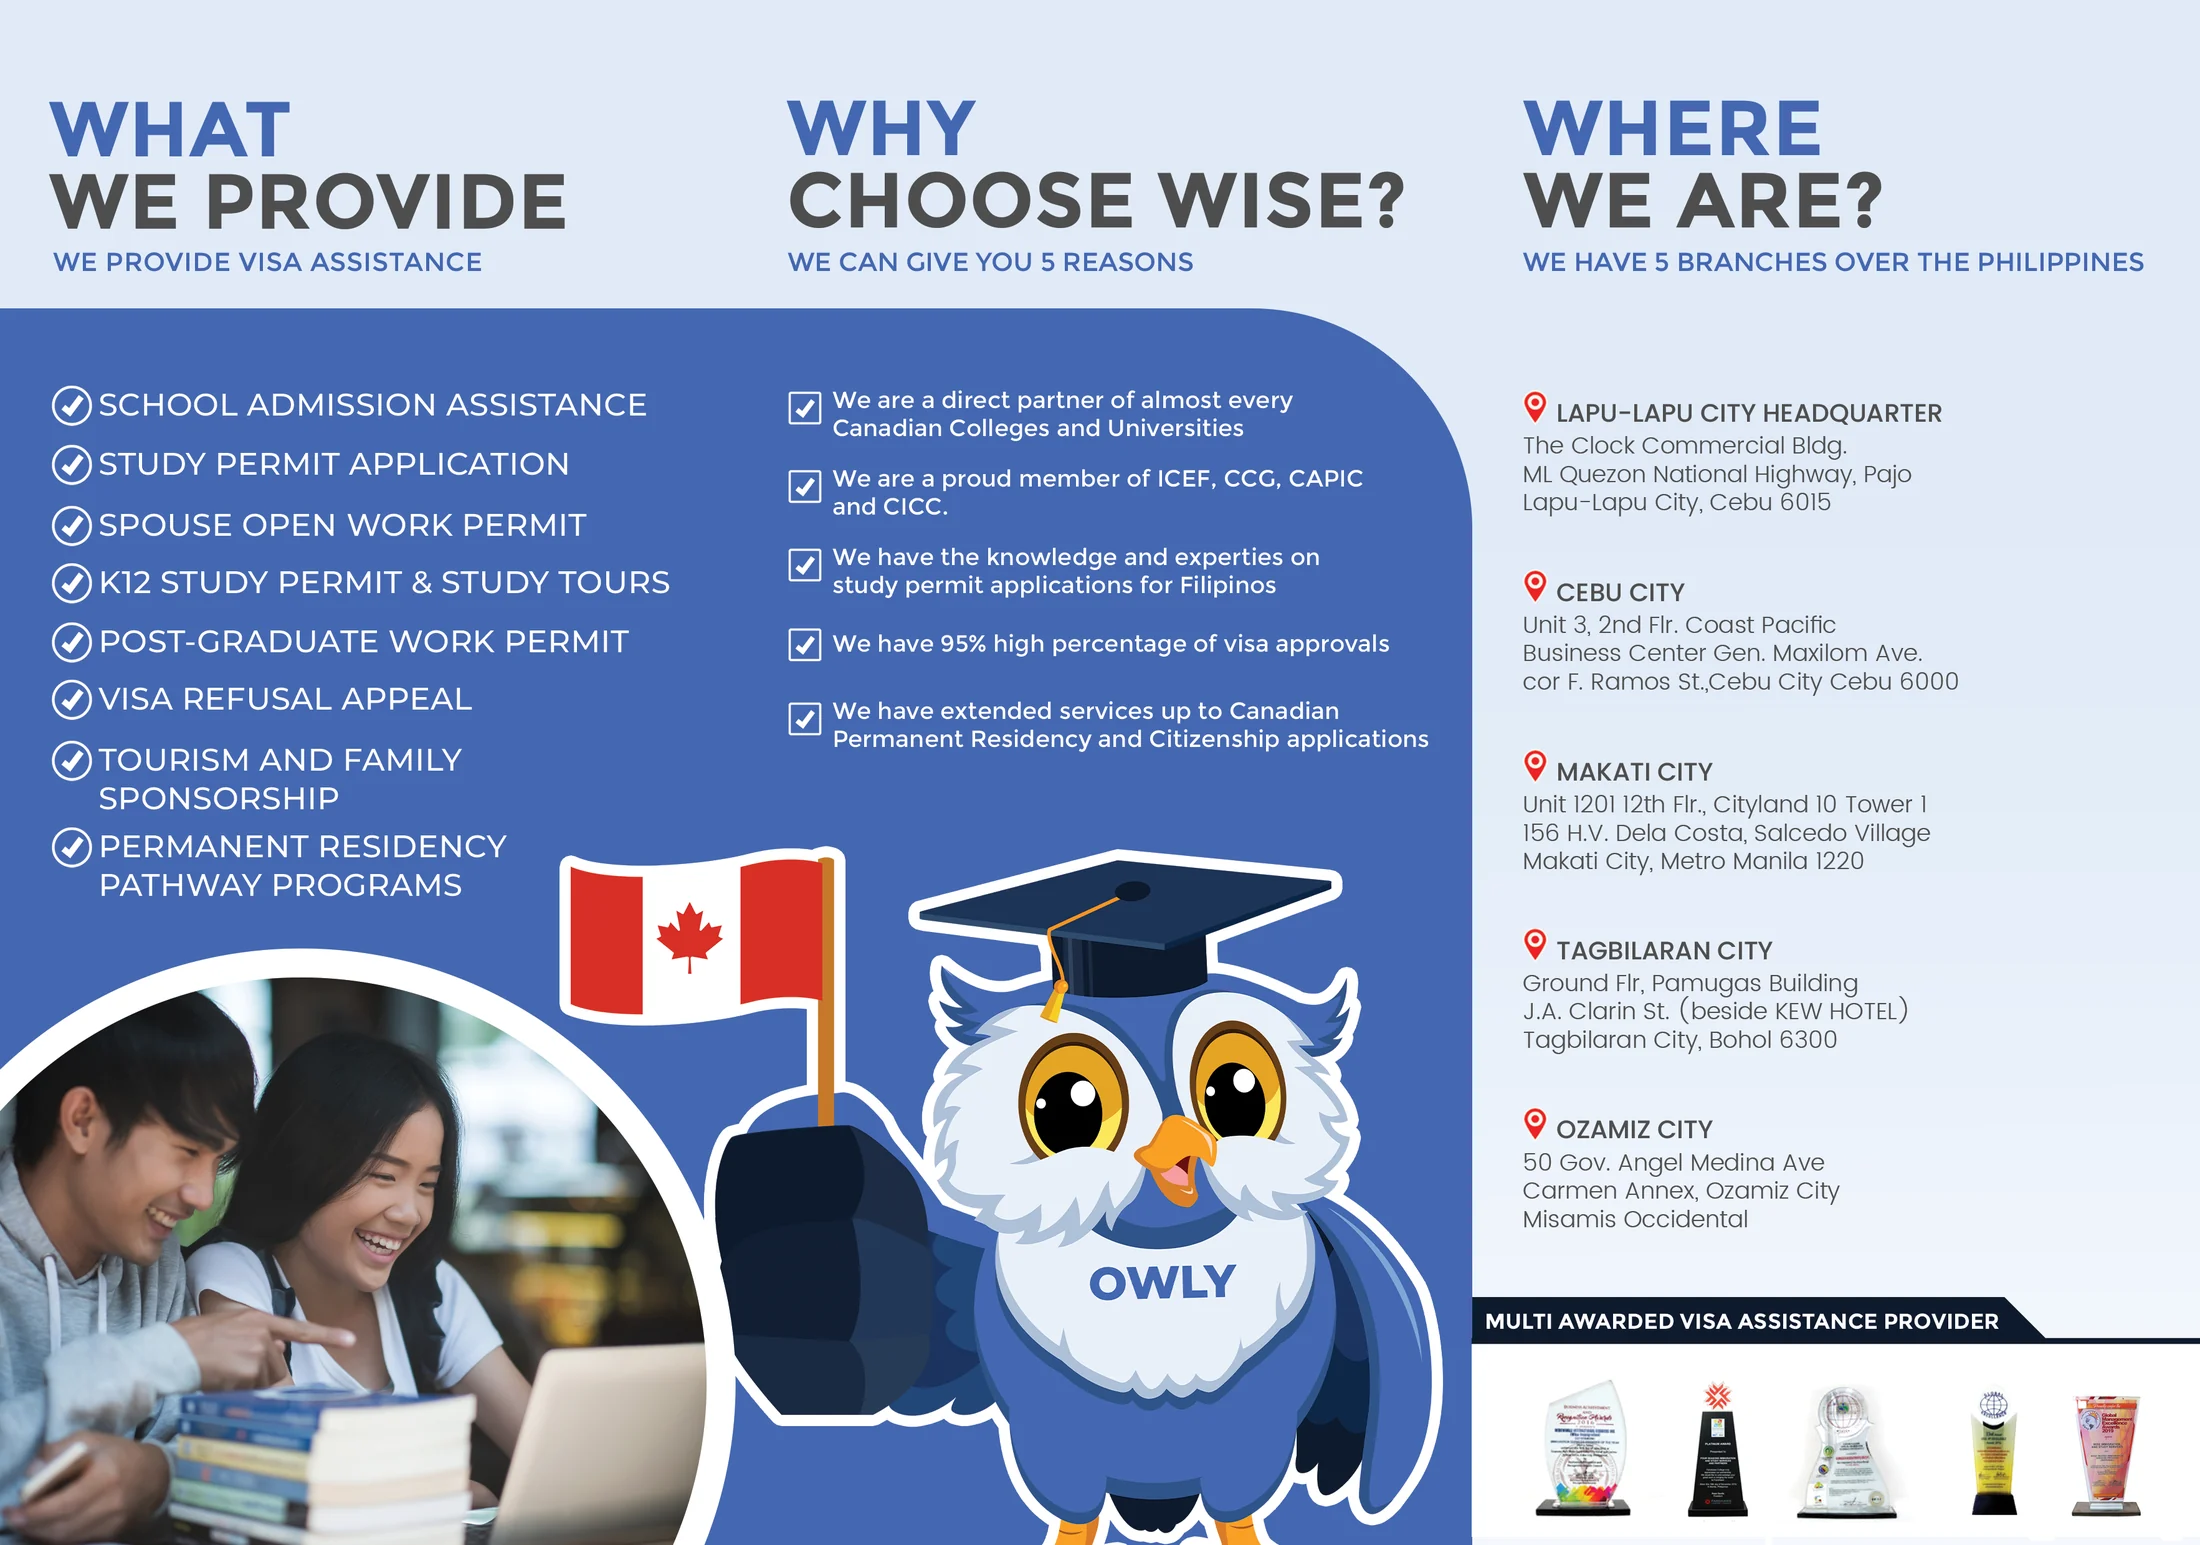 WHAT
WE PROVIDE
WE PROVIDE VISA ASSISTANCE
SCHOOL ADMISSION ASSISTANCE
STUDY PERMIT APPLICATION
SPOUSE OPEN WORK PERMIT
K12 STUDY PERMIT & STUDY TOURS
POST-GRADUATE WORK PERMIT
VISA REFUSAL APPEAL
TOURISM AND FAMILY
SPONSORSHIP
PERMANENT RESIDENCY
PATHWAY PROGRAMS
WHY
CHOOSE WISE?
WE CAN GIVE YOU 5 REASONS
We are a direct partner of almost every
Canadian Colleges and Universities
We are a proud member of ICEF, CCG, CAPIC
and CICC.
We have the knowledge and experties on
study permit applications for Filipinos
We have 95% high percentage of visa approvals
We have extended services up to Canadian
Permanent Residency and Citizenship applications
OWLY
WHERE
WE ARE?
WE HAVE 5 BRANCHES OVER THE PHILIPPINES
LAPU-LAPU CITY HEADQUARTER
The Clock Commercial Bldg.
ML Quezon National Highway, Pajo
Lapu-Lapu City, Cebu 6015
CEBU CITY
Unit 3, 2nd Flr. Coast Pacific
Business Center Gen. Maxilom Ave.
cor F. Ramos St.,Cebu City Cebu 6000
MAKATI CITY
Unit 1201 12th Flr., Cityland 10 Tower 1
156 H.V. Dela Costa, Salcedo Village
Makati City, Metro Manila 1220
TAGBILARAN CITY
Ground Flr, Pamugas Building
J.A. Clarin St. (beside KEW HOTEL)
Tagbilaran City, Bohol 6300
OZAMIZ CITY
50 Gov. Angel Medina Ave
Carmen Annex, Ozamiz City
Misamis Occidental
MULTI AWARDED VISA ASSISTANCE PROVIDER